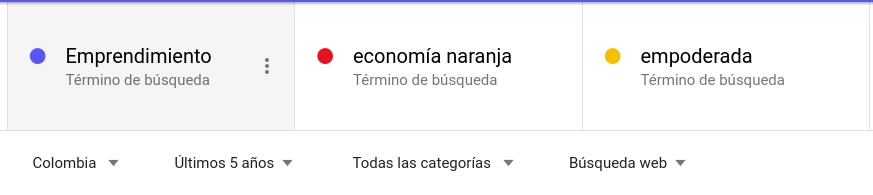 Emprendimiento
Término de búsqueda
economía naranja
Término de búsqueda
empoderada
Término de búsqueda
Colombia Últimos 5 años Todas las categorías Búsqueda web